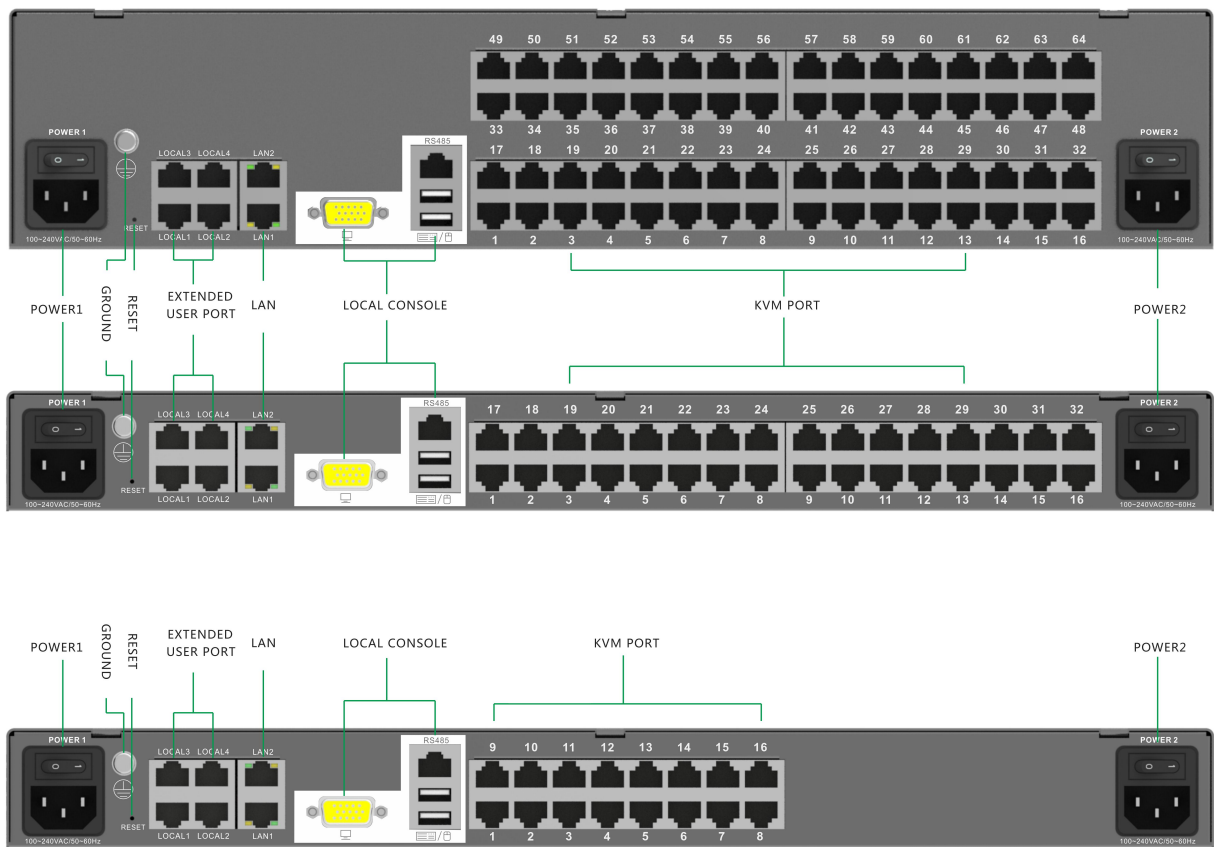 49 50 51 52 53 54 55 56 57 58 59 60 61 62 63 64
33 34 35 36 37 38 39 40 41 42 43 44 45 46 47 48
POWER 1
POWER 2
RS485
17 18 19 20 21 22 23 24 25 26 27 28 29 30 31 32
LOCAL3 LOCAL4 LAN2
RESET
LOCAL1 LOCAL2 LAN1
1 2 3 4 5 6 7 8 9 10 11 12 13 14 15 16
100~240VAC/50~60Hz
100~240VAC/50~60Hz
POWER1
GROUND
RESET
EXTENDED
USER PORT
LAN
LOCAL CONSOLE
KVM PORT
POWER2
POWER 1
RS485
POWER 2
LOCAL3 LOCAL4 LAN2
17 18 19 20 21 22 23 24 25 26 27 28 29 30 31 32
RESET
LOCAL1 LOCAL2 LAN1
1 2 3 4 5 6 7 8 9 10 11 12 13 14 15 16
100~240VAC/50~60Hz
100~240VAC/50~60Hz
POWER1
GROUND
RESET
EXTENDED
USER PORT
LAN
LOCAL CONSOLE
KVM PORT
POWER2
POWER 1
RS485
POWER 2
LOCAL3 LOCAL4 LAN2
9 10 11 12 13 14 15 16
RESET
LOCAL1 LOCAL2 LAN1
1 2 3 4 5 6 7 8
100~240VAC/50~60Hz
100~240VAC/50~60Hz